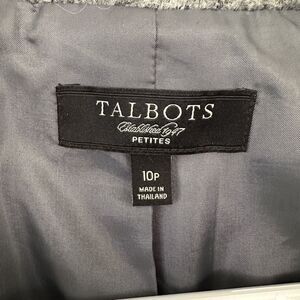 TALBOTS
Established 1947
PETITES
10P
MADE IN
THAILAND